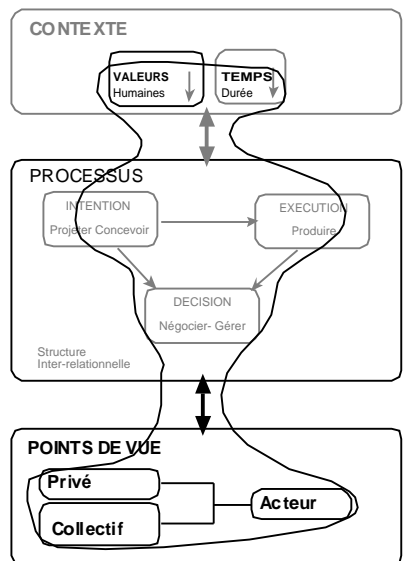 CONTEXTE
VALEURS
Humaines
TEMPS
Durée
PROCESSUS
INTENTION
Projeter Concevoir
EXECUTION
Produire
DECISION
Négocier- Gérer
Structure
Inter-relationnelle
POINTS DE VUE
Privé
Collectif
Acteur